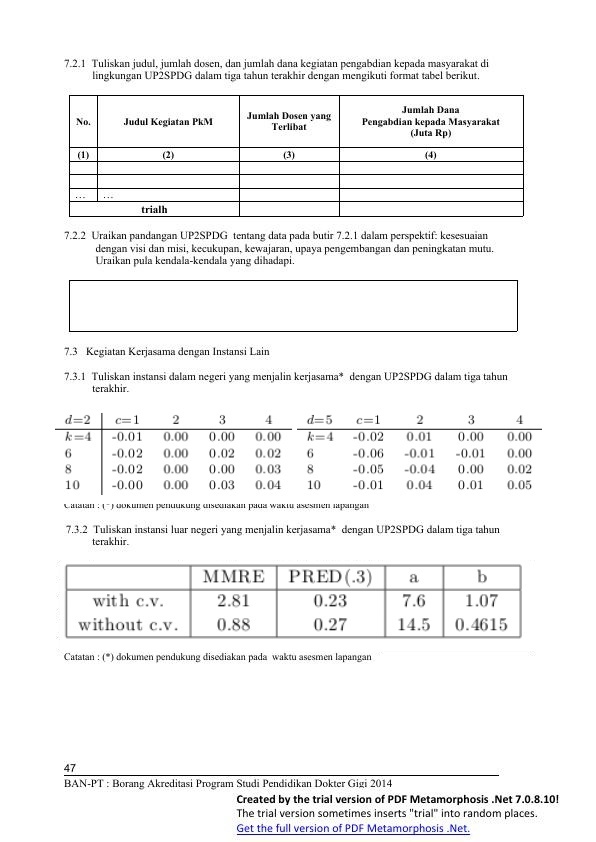 7.2.1 Tuliskan judul, jumlah dosen, dan jumlah dana kegiatan pengabdian kepada masyarakat di
lingkungan UP2SPDG dalam tiga tahun terakhir dengan mengikuti format tabel berikut.
No. Judul Kegiatan PkM Jumlah Dosen yang Terlibat Jumlah Dana Pengabdian kepada Masyarakat (Juta Rp)
(1) (2) (3) (4)
… …
trialh
7.2.2 Uraikan pandangan UP2SPDG tentang data pada butir 7.2.1 dalam perspektif: kesesuaian
dengan visi dan misi, kecukupan, kewajaran, upaya pengembangan dan peningkatan mutu.
Uraikan pula kendala-kendala yang dihadapi.
7.3 Kegiatan Kerjasama dengan Instansi Lain
7.3.1 Tuliskan instansi dalam negeri yang menjalin kerjasama* dengan UP2SPDG dalam tiga tahun
terakhir.
d=2 c=1 2 3 4 d=5 c=1 2 3 4
k=4 -0.01 0.00 0.00 0.00 k=4 -0.02 0.01 0.00 0.00
6 -0.02 0.00 0.02 0.02 6 -0.06 -0.01 -0.01 0.00
8 -0.02 0.00 0.00 0.03 8 -0.05 -0.04 0.00 0.02
10 -0.00 0.00 0.03 0.04 10 -0.01 0.04 0.01 0.05
Catatan : (*) dokumen pendukung disediakan pada waktu asesmen lapangan
7.3.2 Tuliskan instansi luar negeri yang menjalin kerjasama* dengan UP2SPDG dalam tiga tahun
terakhir.
MMRE PRED(.3) a b
with c.v. 2.81 0.23 7.6 1.07
without c.v. 0.88 0.27 14.5 0.4615
Catatan : (*) dokumen pendukung disediakan pada waktu asesmen lapangan
47
BAN-PT : Borang Akreditasi Program Studi Pendidikan Dokter Gigi 2014
Created by the trial version of PDF Metamorphosis .Net 7.0.8.10!
The trial version sometimes inserts "trial" into random places.
Get the full version of PDF Metamorphosis .Net.